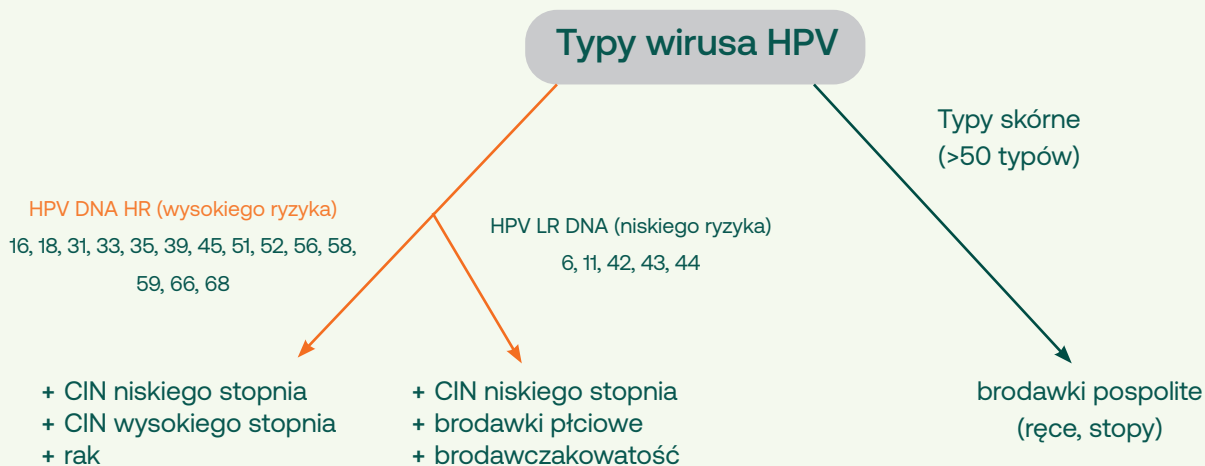 Typy wirusa HPV
Typy skórne
(>50 typów)
HPV DNA HR (wysokiego ryzyka)
16, 18, 31, 33, 35, 39, 45, 51, 52, 56, 58,
59, 66, 68
HPV LR DNA (niskiego ryzyka)
6, 11, 42, 43, 44
+ CIN niskiego stopnia
+ CIN wysokiego stopnia
+ rak
+ CIN niskiego stopnia
+ brodawki płciowe
+ brodawczakowatość
brodawki pospolite
(ręce, stopy)